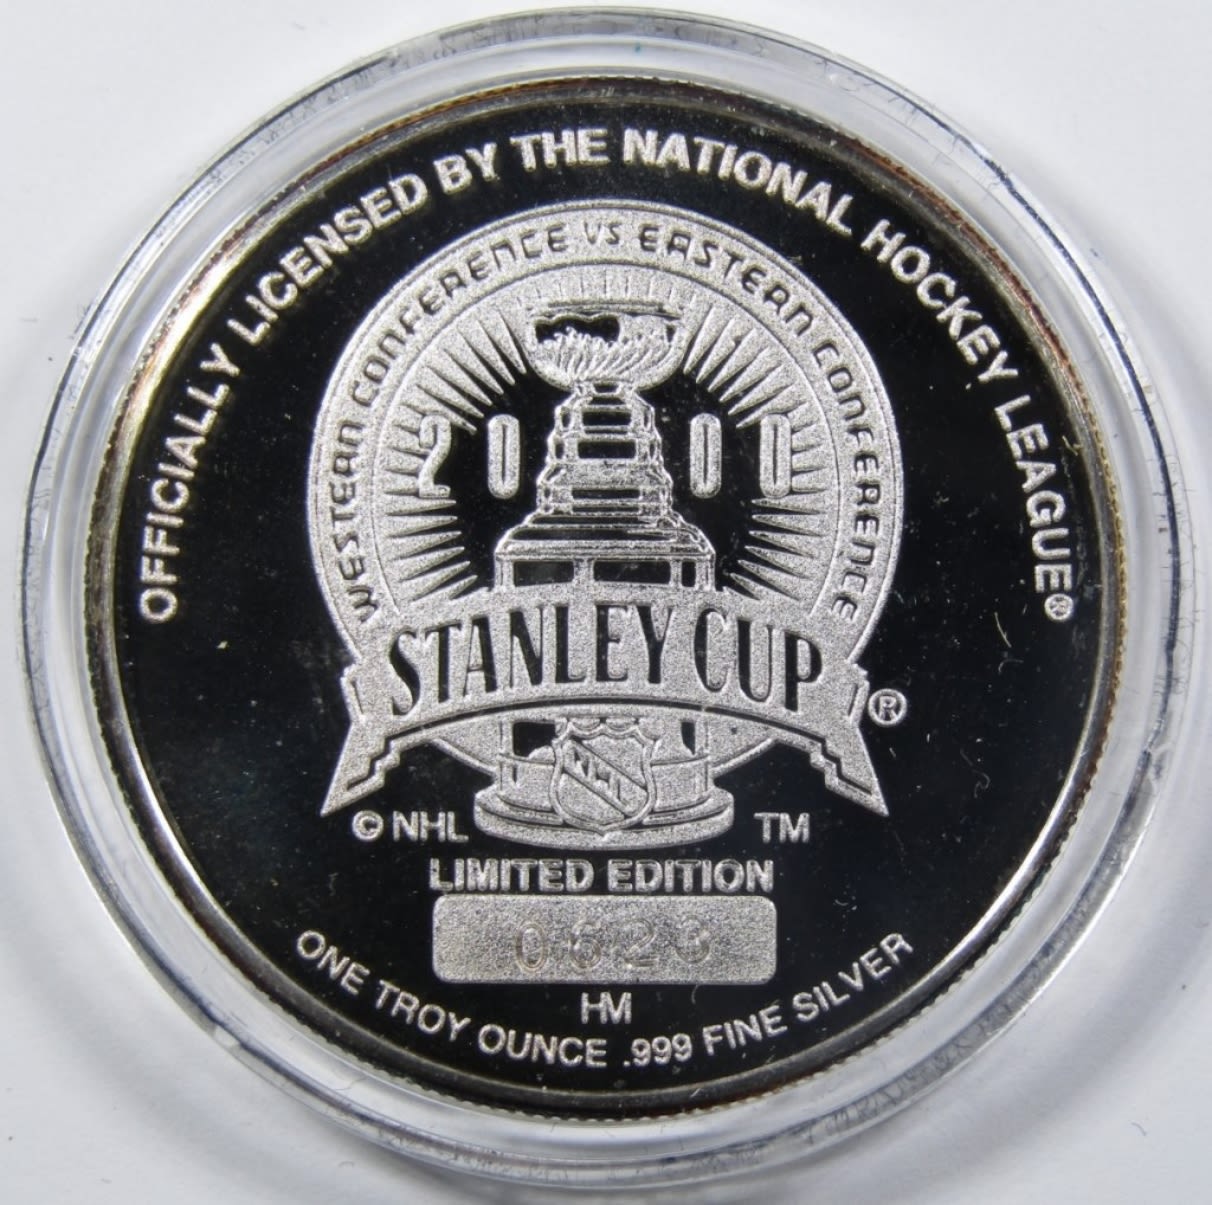 OFFICIALLY LICENSED BY THE NATIONAL HOCKEY LEAGUE®
WESTERN CONFERENCE VS EASTERN CONFERENCE
2000
STANLEY CUP ®
NHL
© NHL TM
LIMITED EDITION
0623
HM
ONE TROY OUNCE .999 FINE SILVER